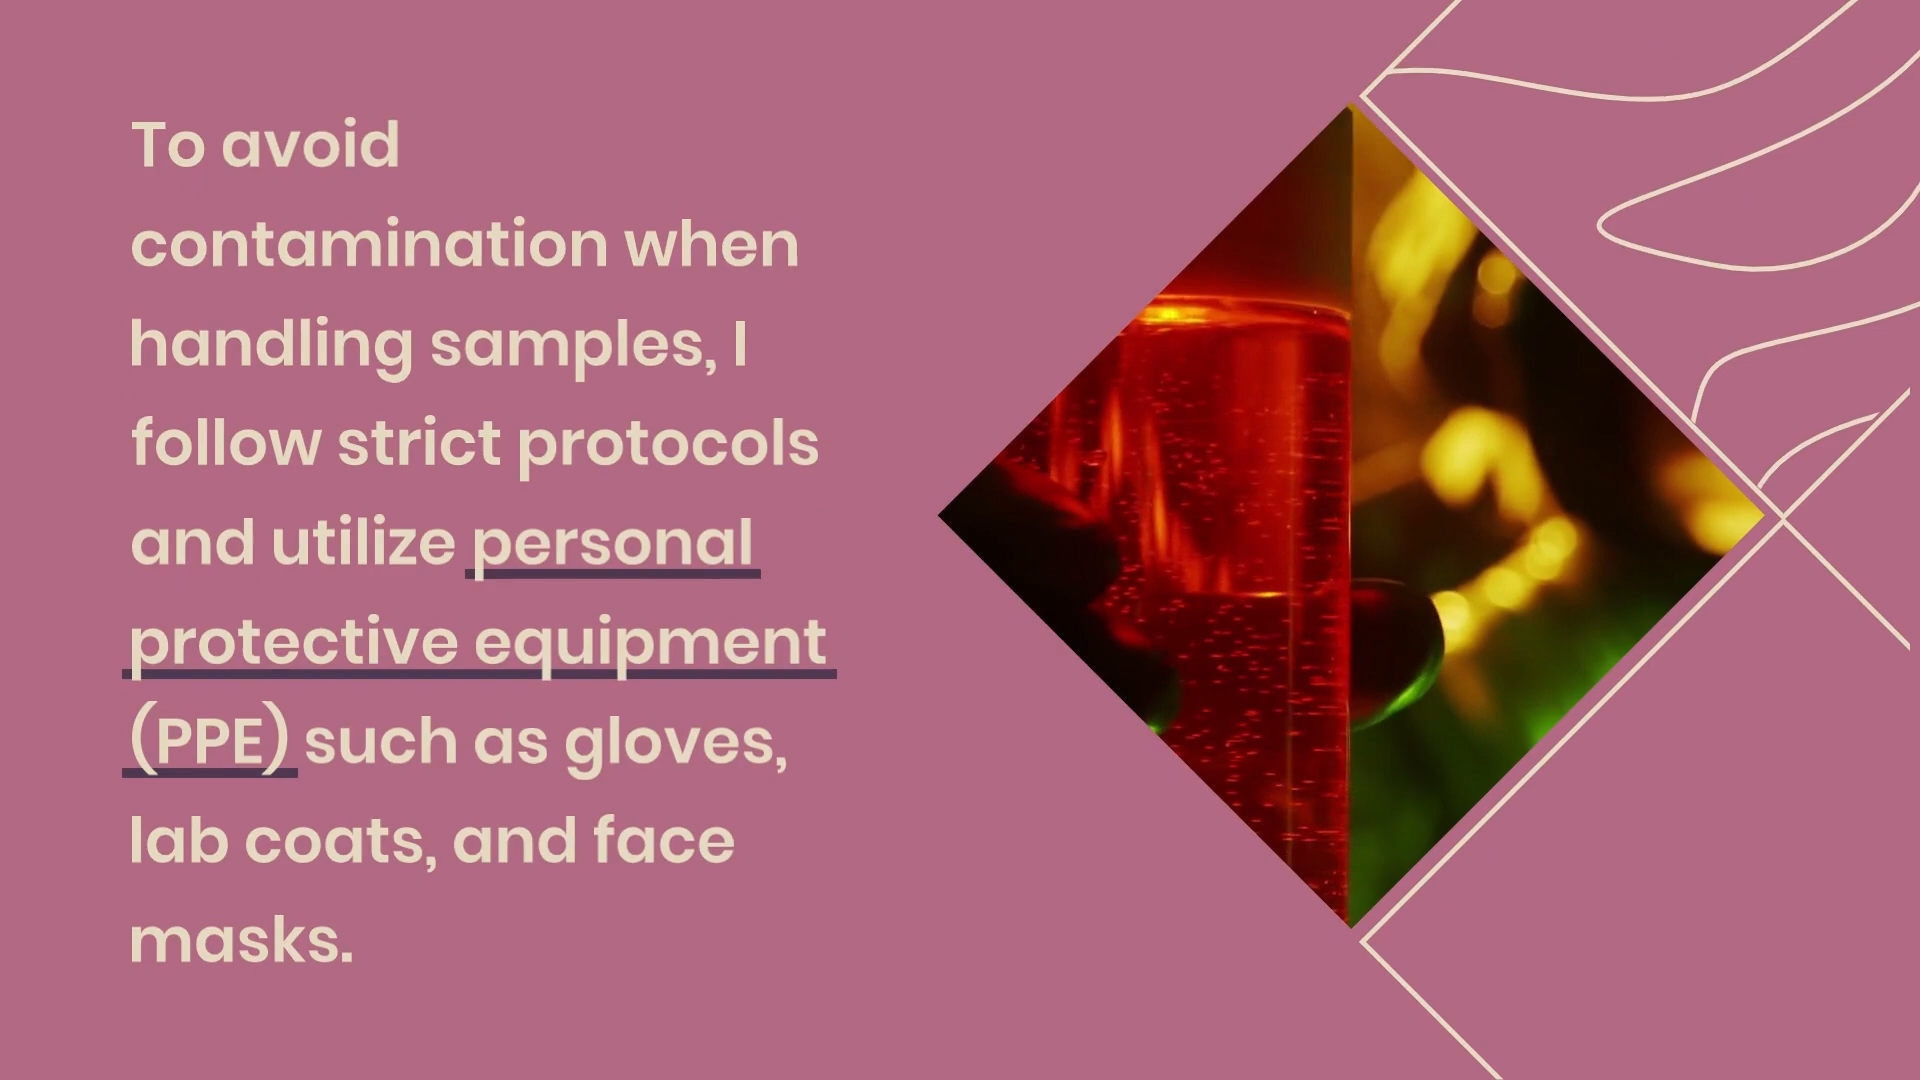 To avoid
contamination when
handling samples, I
follow strict protocols
and utilize personal
protective equipment
(PPE) such as gloves,
lab coats, and face
masks.